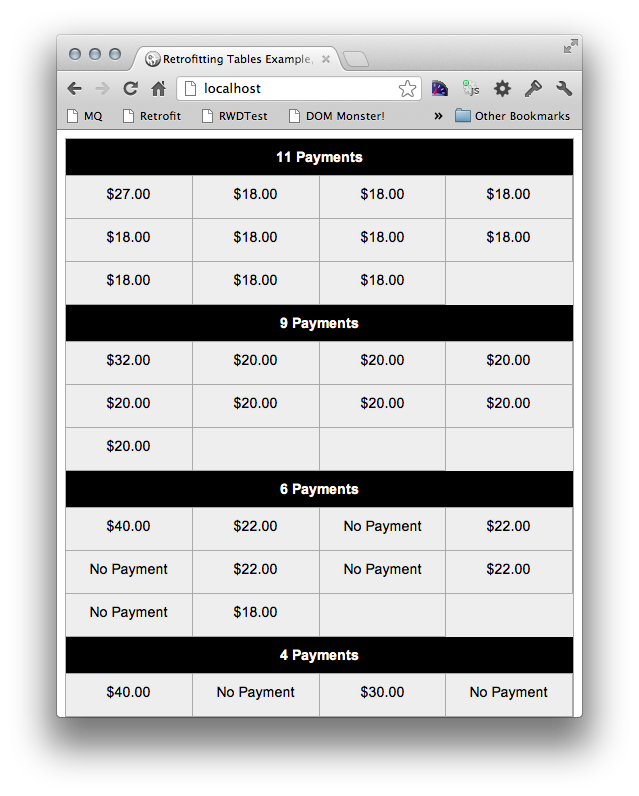 Retrofitting Tables Example,
localhost
js
MQ Retrofit RWDTest DOM Monster! » Other Bookmarks
11 Payments
$27.00 $18.00 $18.00 $18.00
$18.00 $18.00 $18.00 $18.00
$18.00 $18.00 $18.00
9 Payments
$32.00 $20.00 $20.00 $20.00
$20.00 $20.00 $20.00 $20.00
$20.00
6 Payments
$40.00 $22.00 No Payment $22.00
No Payment $22.00 No Payment $22.00
No Payment $18.00
4 Payments
$40.00 No Payment $30.00 No Payment